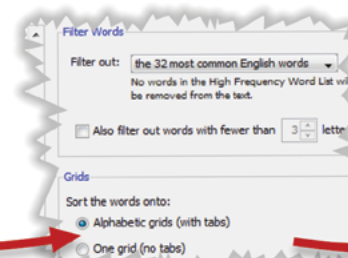 Filter Words
Filter out: the 32 most common English words
No words in the High Frequency Word List
be removed from the text.
Also filter out words with fewer than 3
Grids
Sort the words onto:
Alphabetic grids (with tabs)
One grid (no tabs)